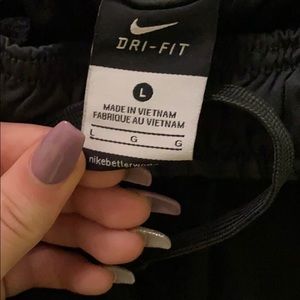 DRI-FIT
L
MADE IN VIETNAM
FABRIQUE AU VIETNAM
L G G